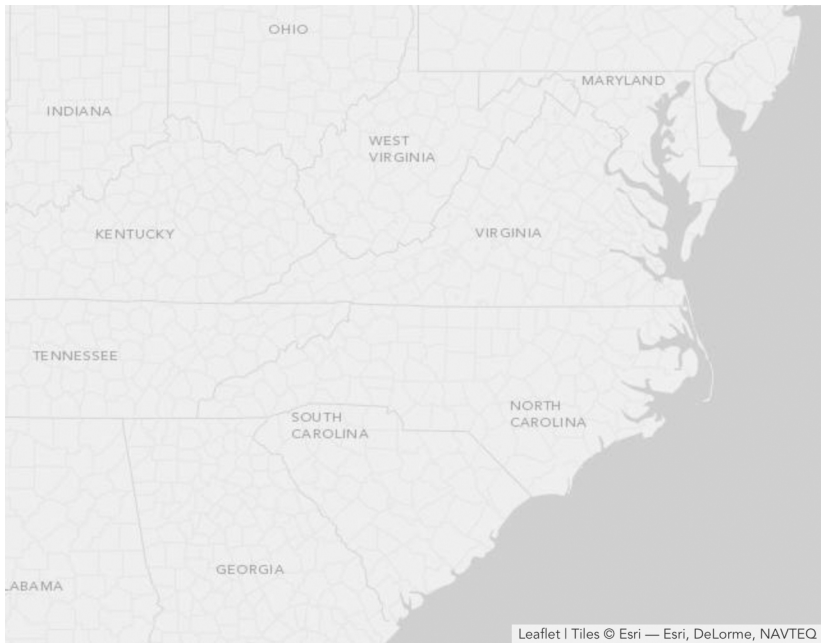 OHIO
MARYLAND
INDIANA
WEST
VIRGINIA
KENTUCKY
VIRGINIA
TENNESSEE
NORTH
CAROLINA
SOUTH
CAROLINA
GEORGIA
LABAMA
Leaflet | Tiles © Esri — Esri, DeLorme, NAVTEQ